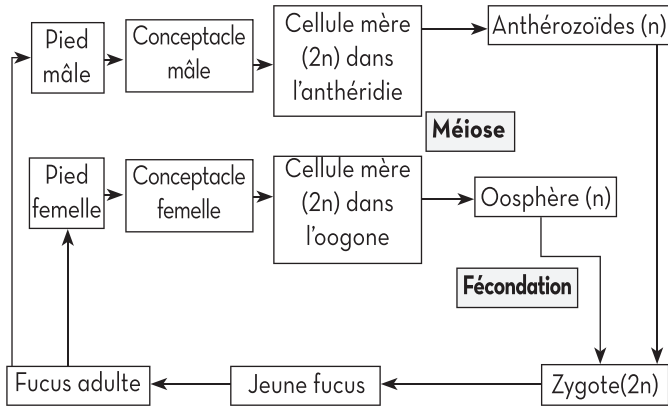 Pied
mâle
Conceptacle
mâle
Cellule mère
(2n) dans
l'anthéridie
Anthérozoïdes (n)
Méiose
Pied
femelle
Conceptacle
femelle
Cellule mère
(2n) dans
l'oogone
Oosphère (n)
Fécondation
Fucus adulte
Jeune fucus
Zygote(2n)